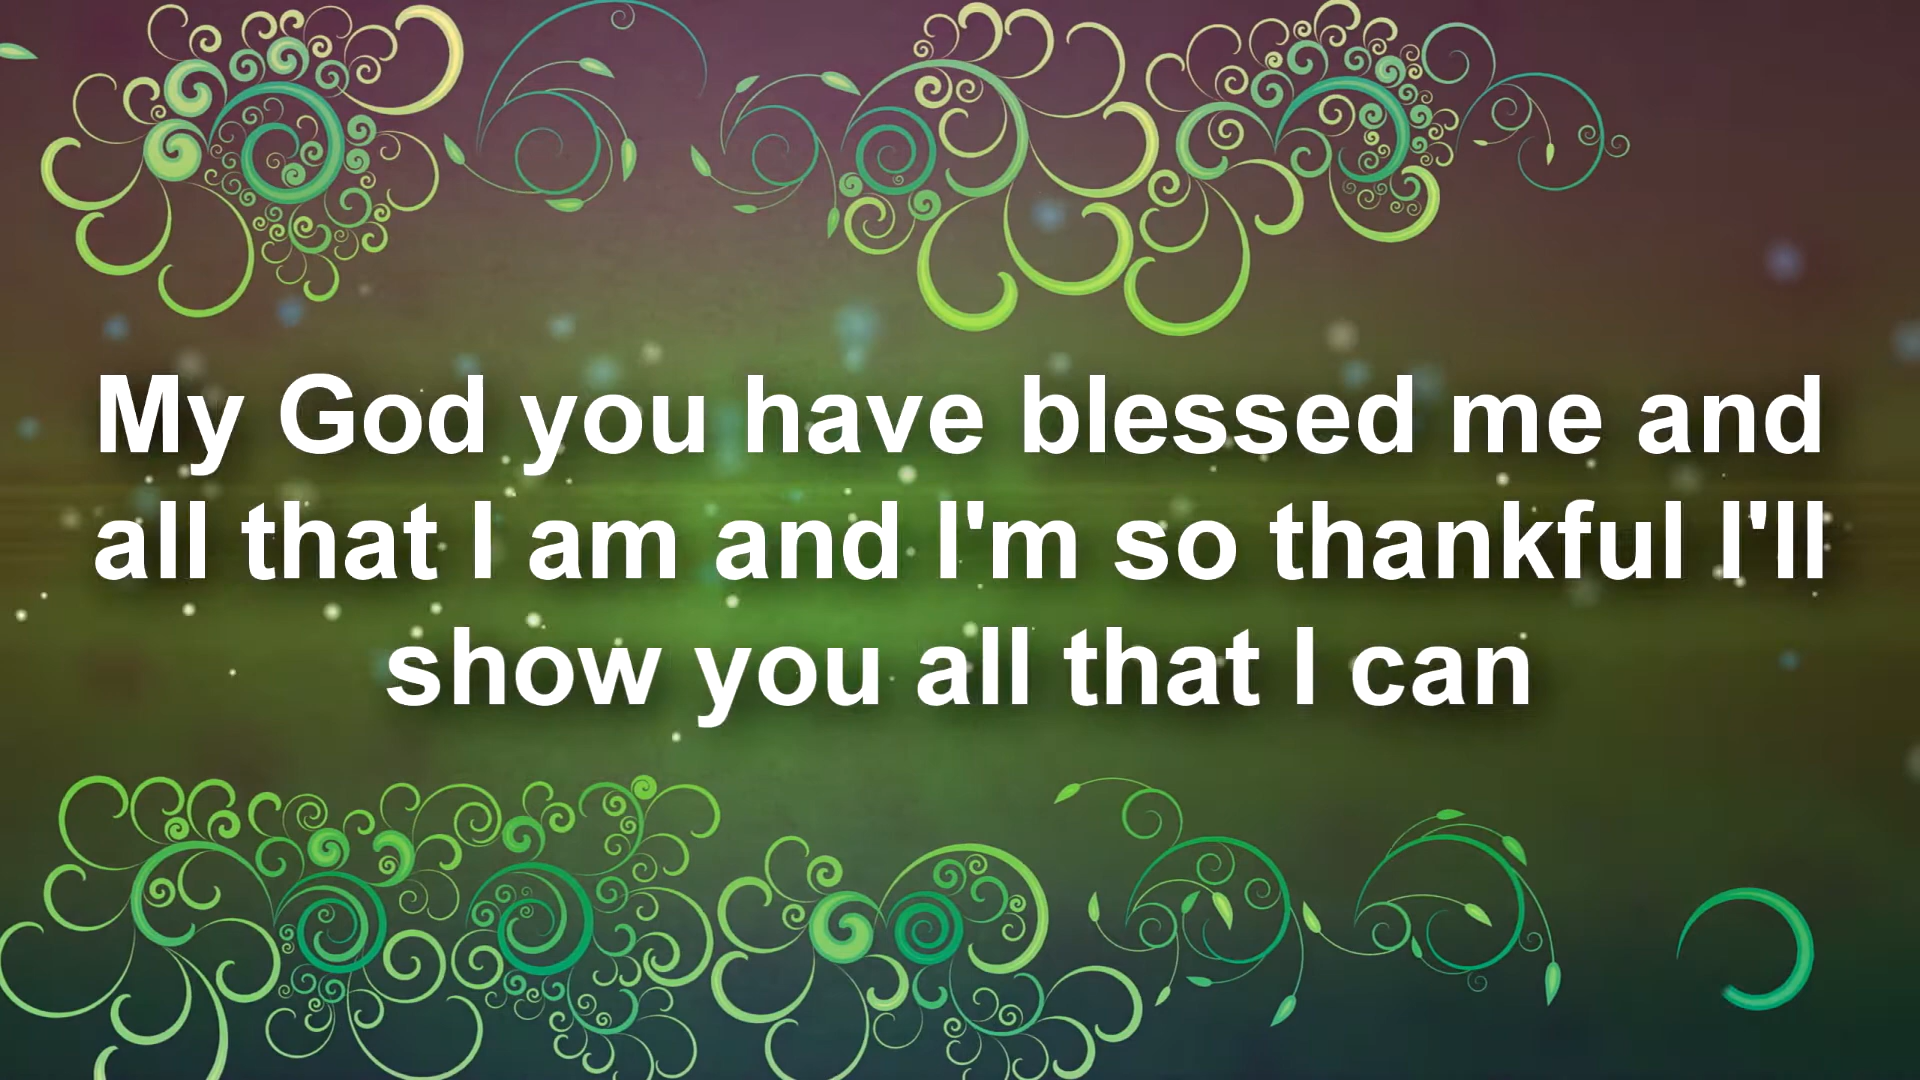 My God you have blessed me and
all that I am and I'm so thankful I'll
show you all that I can